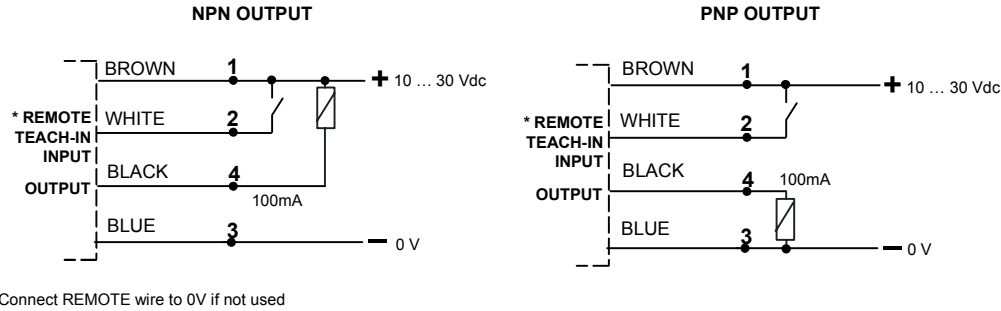 NPN OUTPUT
BROWN 1
+ 10 … 30 Vdc
* REMOTE
TEACH-IN
INPUT
WHITE 2
BLACK 4
OUTPUT
100mA
BLUE 3
– 0 V
PNP OUTPUT
BROWN 1
+ 10 … 30 Vdc
* REMOTE
TEACH-IN
INPUT
WHITE 2
BLACK 4
100mA
OUTPUT
BLUE 3
– 0 V
Connect REMOTE wire to 0V if not used